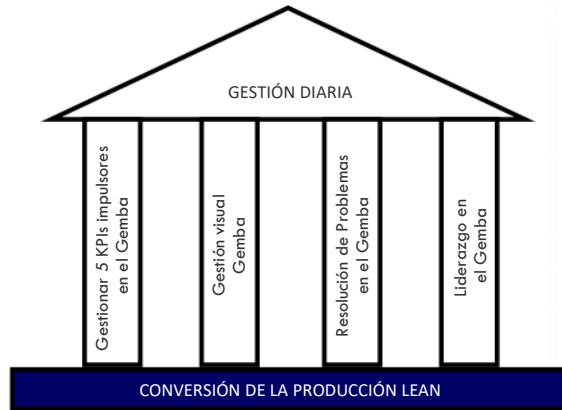 GESTIÓN DIARIA
Gestionar 5 KPIs impulsores
en el Gemba
Gestión visual
Gemba
Resolución de Problemas
en el Gemba
Liderazgo en
el Gemba
CONVERSIÓN DE LA PRODUCCIÓN LEAN